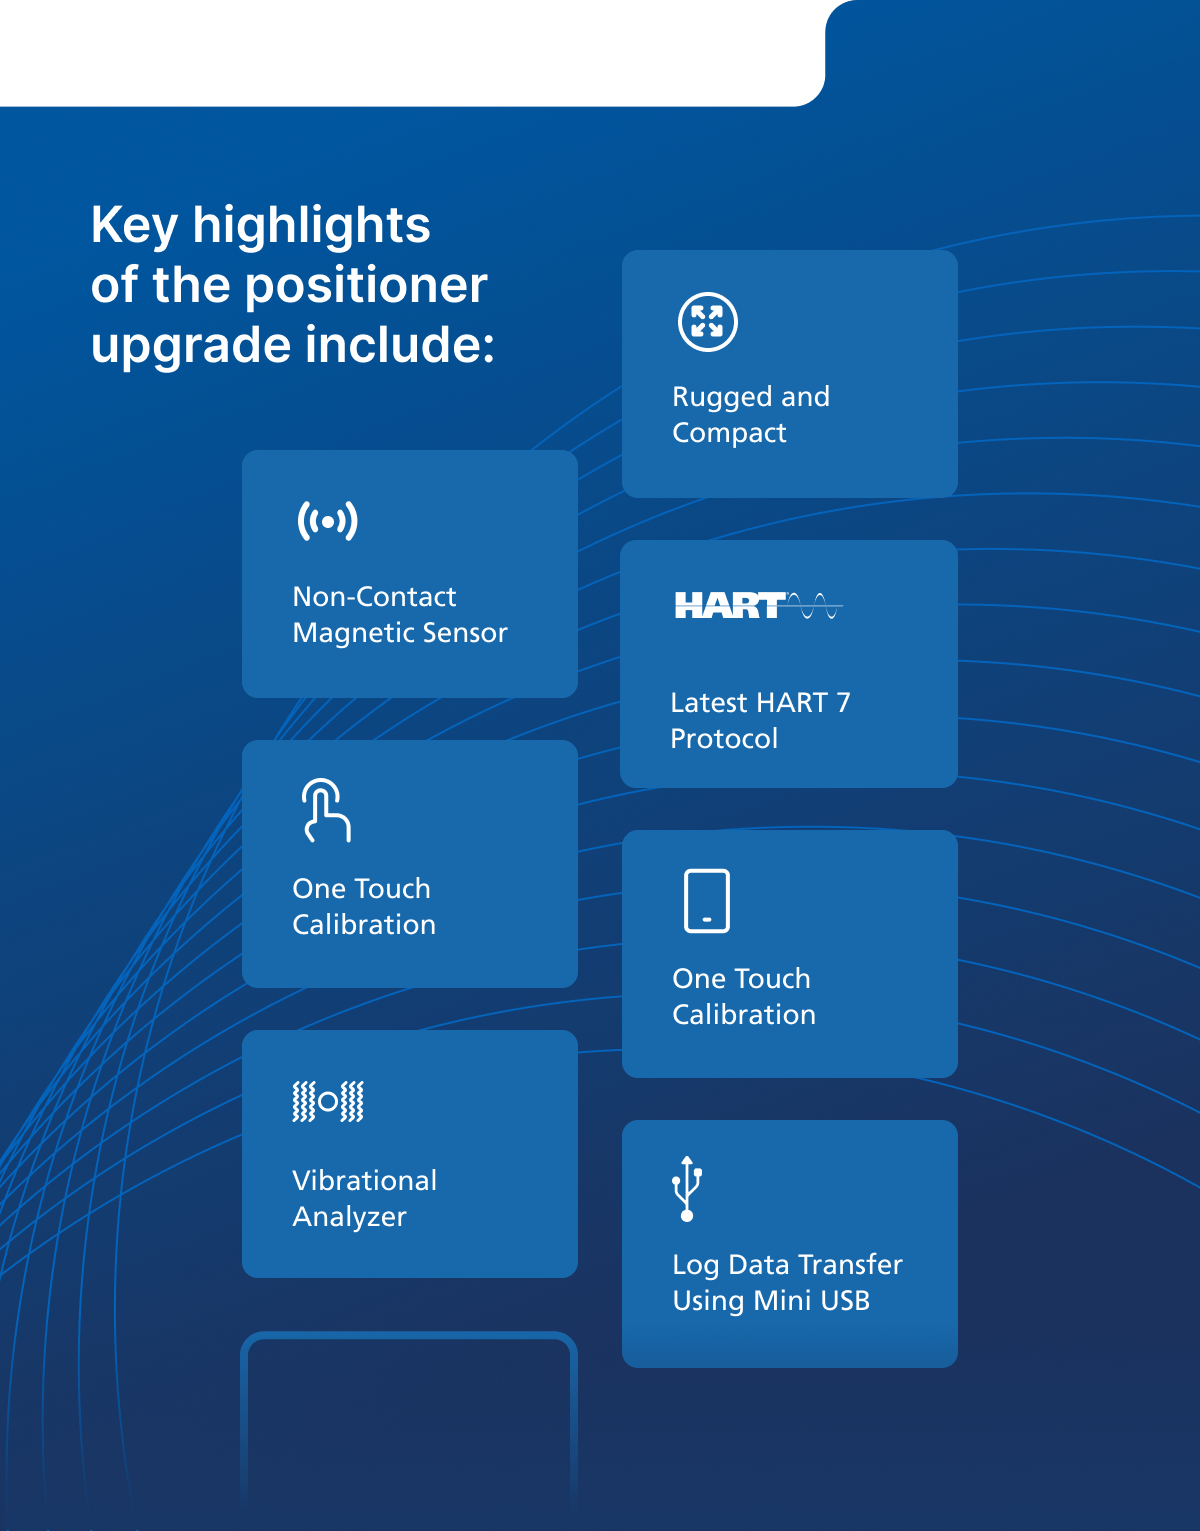 Key highlights
of the positioner
upgrade include:
Rugged and
Compact
Non-Contact
Magnetic Sensor
HART
Latest HART 7
Protocol
One Touch
Calibration
One Touch
Calibration
Vibrational
Analyzer
Log Data Transfer
Using Mini USB